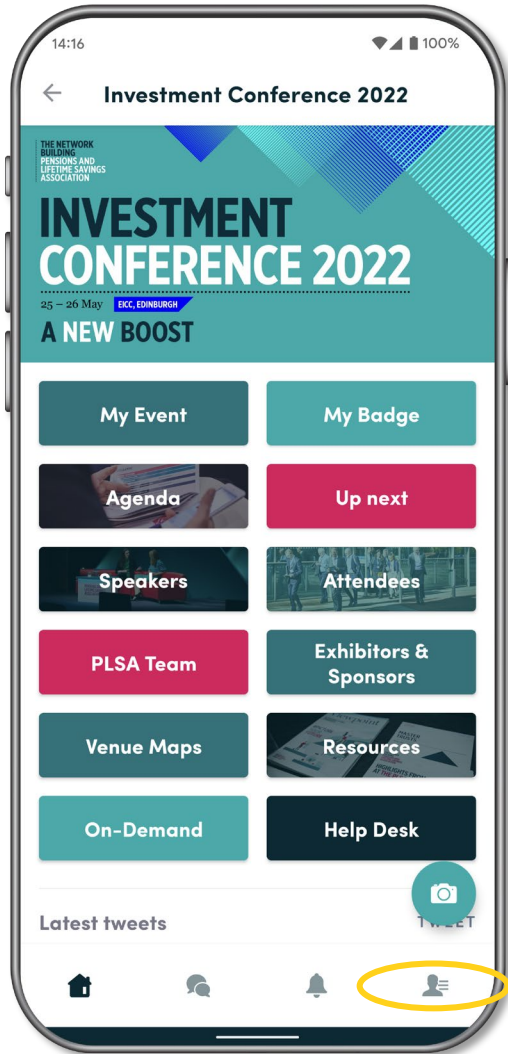 14:16
100%
Investment Conference 2022
THE NETWORK
BUILDING
PENSIONS AND
LIFETIME SAVINGS
ASSOCIATION
INVESTMENT
CONFERENCE 2022
25 – 26 May EICC, EDINBURGH
A NEW BOOST
My Event
My Badge
Agenda
Up next
Speakers
Attendees
PLSA Team
Exhibitors &
Sponsors
Venue Maps
Resources
On-Demand
Help Desk
Latest tweets
TWEET